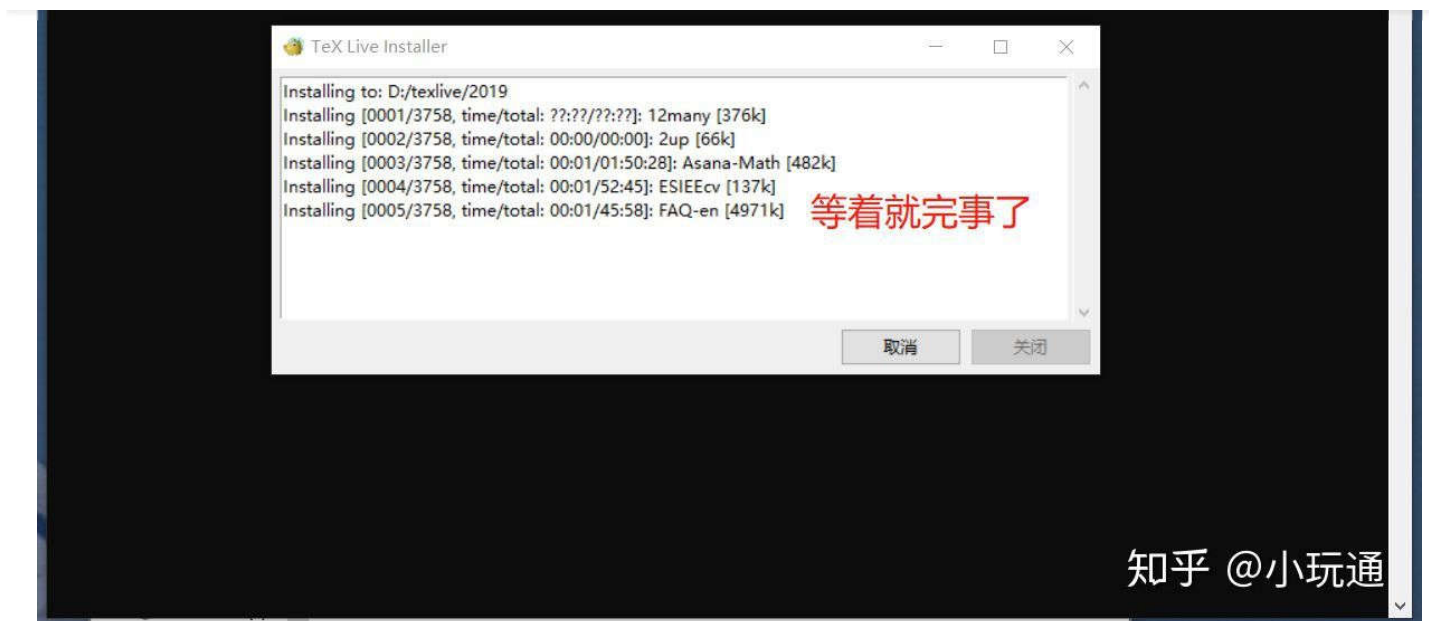 TeX Live Installer
Installing to: D:/texlive/2019
Installing [0001/3758, time/total: ??:??/??:??]: 12many [376k]
Installing [0002/3758, time/total: 00:00/00:00]: 2up [66k]
Installing [0003/3758, time/total: 00:01/01:50:28]: Asana-Math [482k]
Installing [0004/3758, time/total: 00:01/52:45]: ESIEEcv [137k]
Installing [0005/3758, time/total: 00:01/45:58]: FAQ-en [4971k]
等着就完事了
取消
关闭
知乎 @小玩通